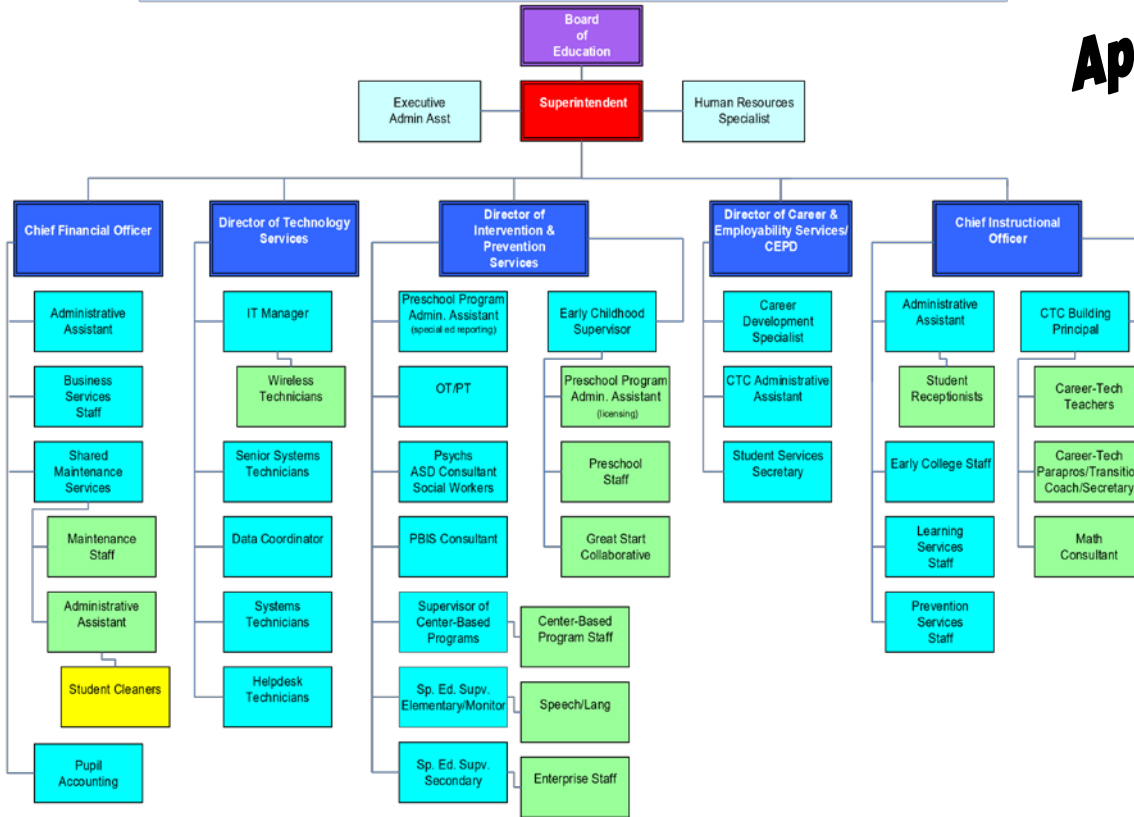 Board
of
Education
Ap
Executive
Admin Asst
Superintendent
Human Resources
Specialist
Chief Financial Officer
Director of Technology
Services
Director of
Intervention &
Prevention
Services
Director of Career &
Employability Services/
CEPD
Chief Instructional
Officer
Administrative
Assistant
Business
Services
Staff
Shared
Maintenance
Services
Maintenance
Staff
Administrative
Assistant
Student Cleaners
Pupil
Accounting
IT Manager
Wireless
Technicians
Senior Systems
Technicians
Data Coordinator
Systems
Technicians
Helpdesk
Technicians
Preschool Program
Admin. Assistant
(special ed reporting)
OT/PT
Psychs
ASD Consultant
Social Workers
PBIS Consultant
Supervisor of
Center-Based
Programs
Center-Based
Program Staff
Sp. Ed. Supv.
Elementary/Monitor
Speech/Lang
Sp. Ed. Supv.
Secondary
Enterprise Staff
Early Childhood
Supervisor
Preschool Program
Admin. Assistant
(licensing)
Preschool
Staff
Great Start
Collaborative
Career
Development
Specialist
CTC Administrative
Assistant
Student Services
Secretary
Administrative
Assistant
Student
Receptionists
Early College Staff
Learning
Services
Staff
Prevention
Services
Staff
CTC Building
Principal
Career-Tech
Teachers
Career-Tech
Parapros/Transitio
Coach/Secretary
Math
Consultant